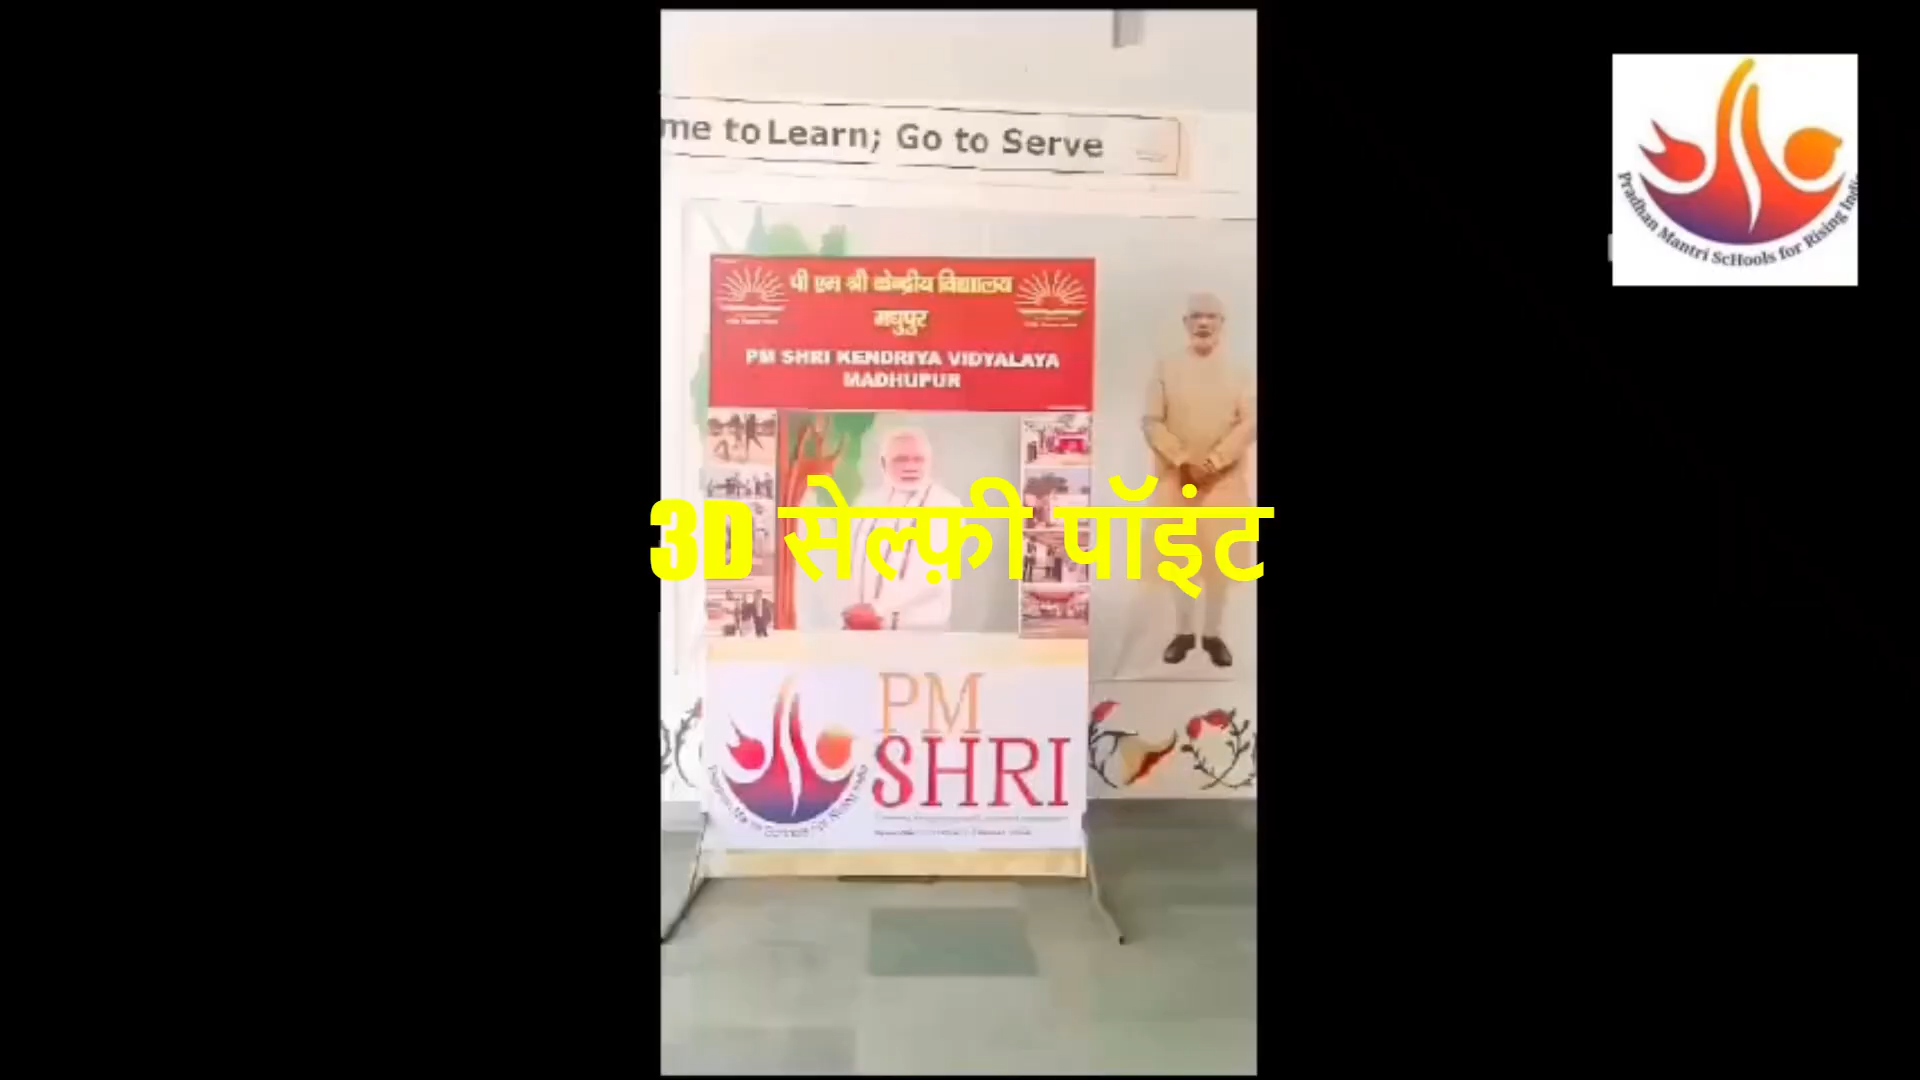 me to Learn; Go to Serve
पी एम श्री केन्द्रीय विद्यालय
मधुपुर
PM SHRI KENDRIYA VIDYALAYA
MADHUPUR
3D सेल्फ़ी पॉइंट
PM
SHRI
Pradhan Mantri ScHools for Rising India